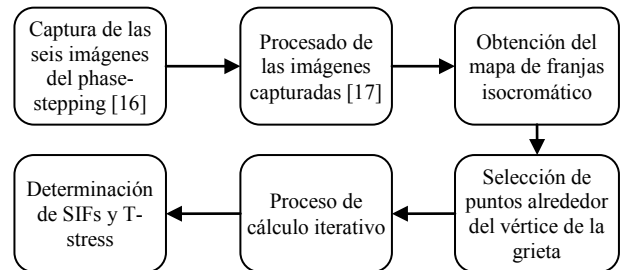 Captura de las
seis imágenes
del phase-
stepping [16]
Procesado de
las imágenes
capturadas [17]
Obtención del
mapa de franjas
isocromático
Selección de
puntos alrededor
del vértice de la
grieta
Proceso de
cálculo iterativo
Determinación
de SIFs y T-
stress